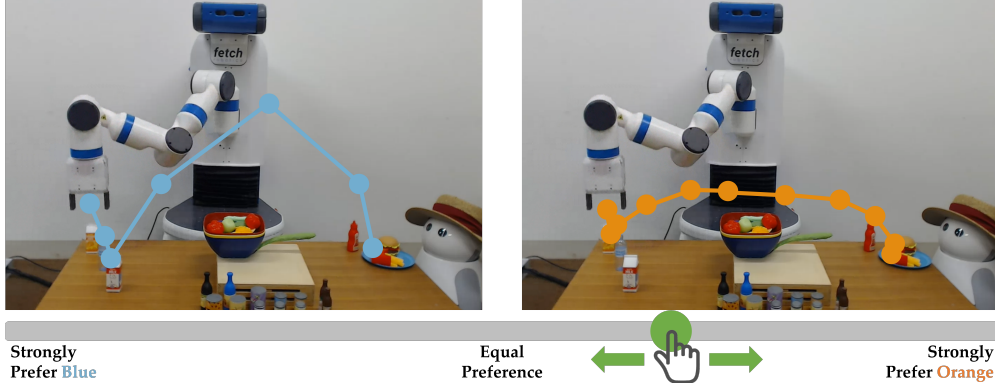 fetch
fetch
Strongly
Prefer Blue
Equal
Preference
Strongly
Prefer Orange